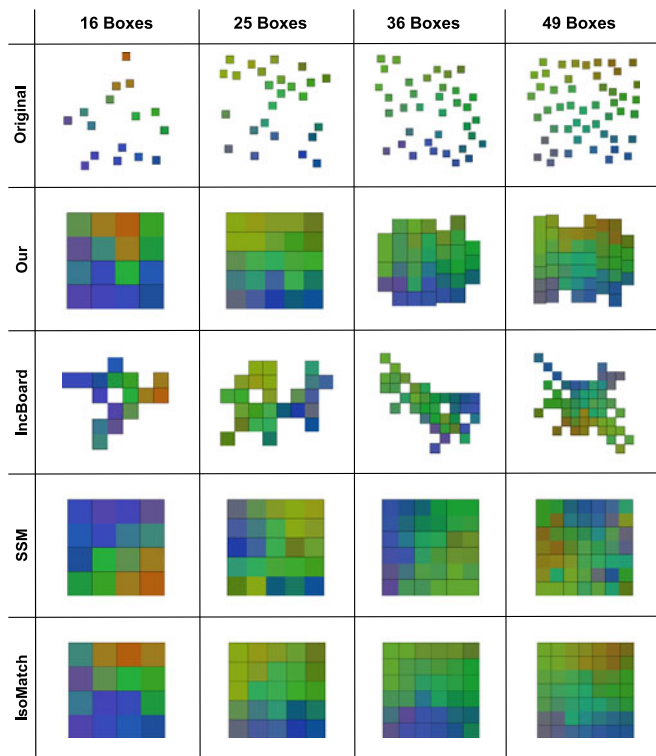 16 Boxes 25 Boxes 36 Boxes 49 Boxes
Original
Our
IncBoard
SSM
IsoMatch